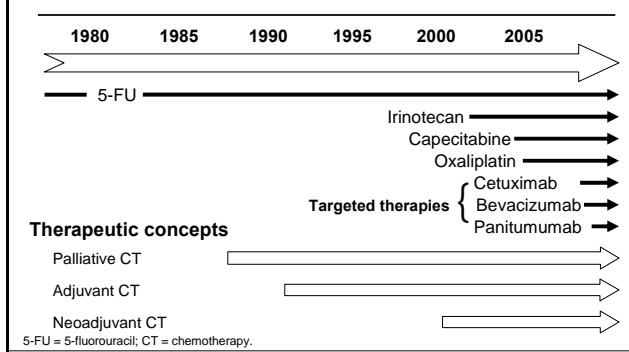 1980 1985 1990 1995 2000 2005
5-FU
Irinotecan
Capecitabine
Oxaliplatin
Cetuximab
Targeted therapies { Bevacizumab
Panitumumab
Therapeutic concepts
Palliative CT
Adjuvant CT
Neoadjuvant CT
5-FU = 5-fluorouracil; CT = chemotherapy.